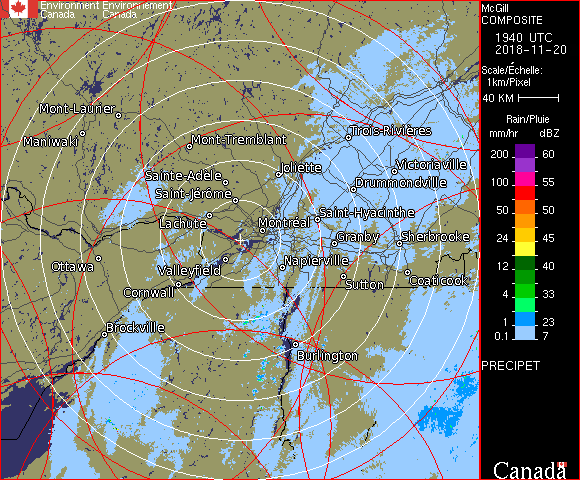 Environment Environnement
Canada Canada
McGill
COMPOSITE
1940 UTC
2018-11-20
Scale/Échelle:
1km/Pixel
40 KM
Rain/Pluie
mm/hr dBZ
200 60
100 55
50 50
24 45
12 40
4 33
1 23
0.1 7
PRECIPET
Canada
Mont-Laurier
Maniwaki
Mont-Tremblant
Trois-Rivières
Joliette
Victoriaville
Sainte-Adèle
Drummondville
Saint-Jérôme
Lachute
Saint-Hyacinthe
Montréal
Granby
Sherbrooke
Ottawa
Valleyfield
Napierville
Cornwall
Sutton
Coaticook
Brockville
Burlington